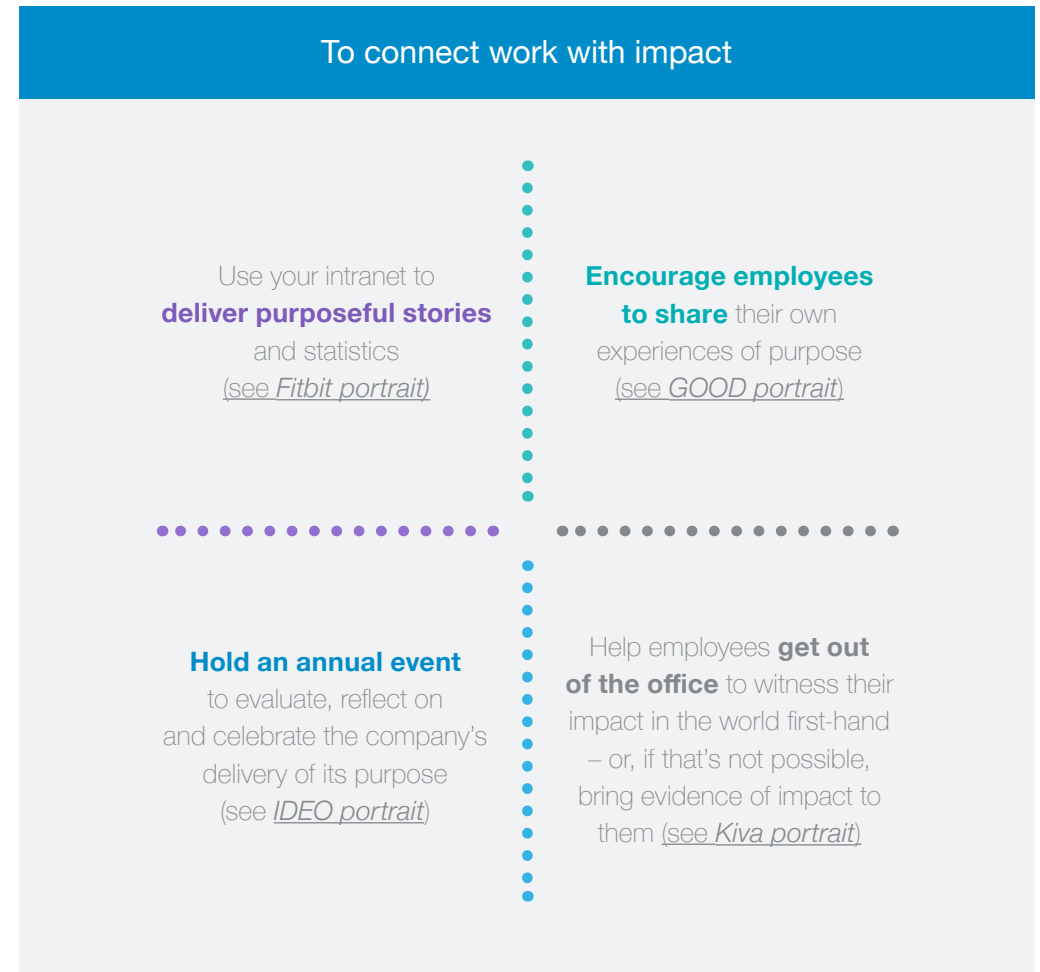 To connect work with impact
Use your intranet to
deliver purposeful stories
and statistics
(see Fitbit portrait)
Encourage employees
to share their own
experiences of purpose
(see GOOD portrait)
Hold an annual event
to evaluate, reflect on
and celebrate the company’s
delivery of its purpose
(see IDEO portrait)
Help employees get out
of the office to witness their
impact in the world first-hand
– or, if that’s not possible,
bring evidence of impact to
them (see Kiva portrait)